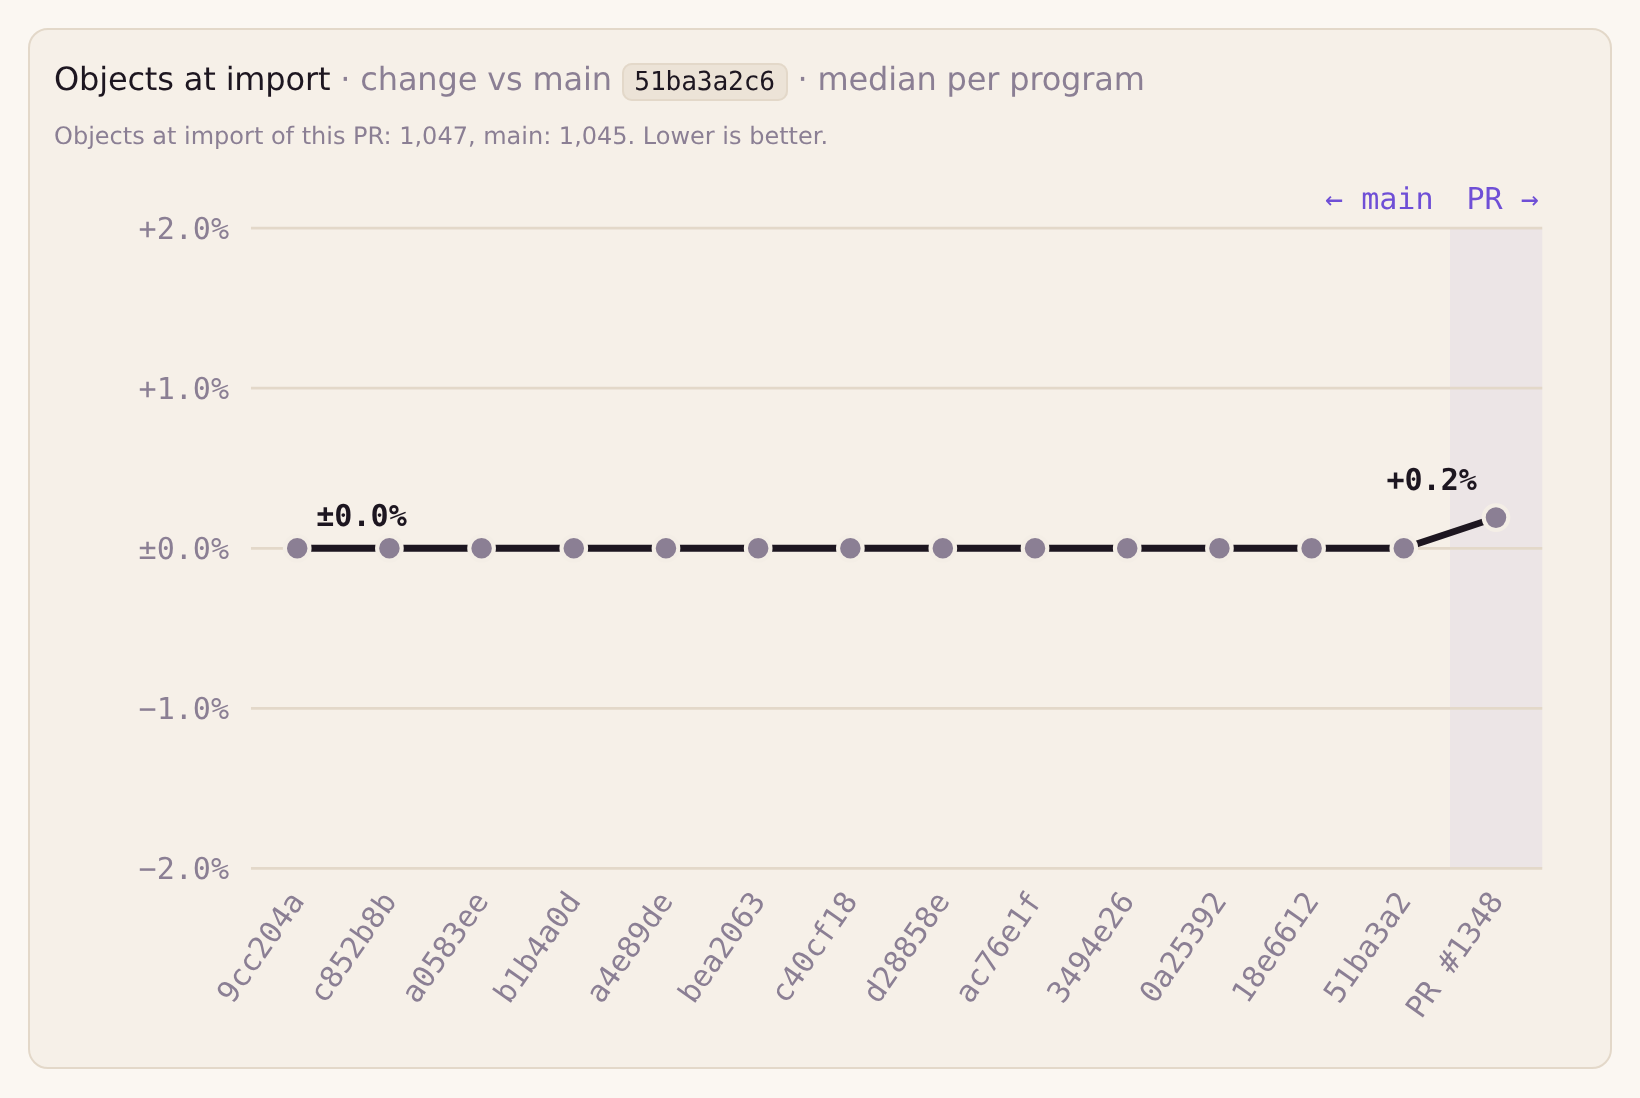 Objects at import · change vs main 51ba3a2c6 · median per program
Objects at import of this PR: 1,047, main: 1,045. Lower is better.
← main PR →
+2.0%
+1.0%
+0.2%
±0.0%
±0.0%
−1.0%
−2.0%
9cc204a
c852b8b
a0583ee
b1b4a0d
a4e89de
bea2063
c40cf18
d28858e
ac76e1f
3494e26
0a25392
18e6612
51ba3a2
PR #1348